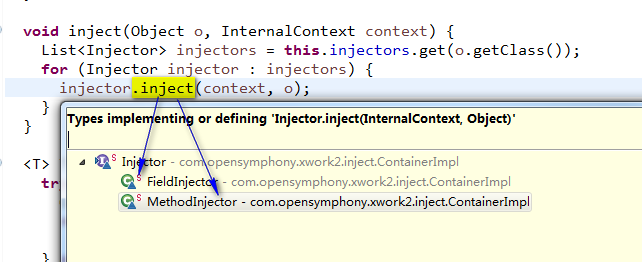 void inject(Object o, InternalContext context) {
List<Injector> injectors = this.injectors.get(o.getClass());
for (Injector injector : injectors) {
injector.inject(context, o);
}
}
Types implementing or defining 'Injector.inject(InternalContext, Object)'
Injector - com.opensymphony.xwork2.inject.ContainerImpl
<T>
FieldInjector - com.opensymphony.xwork2.inject.ContainerImpl
tr
MethodInjector - com.opensymphony.xwork2.inject.ContainerImpl
}